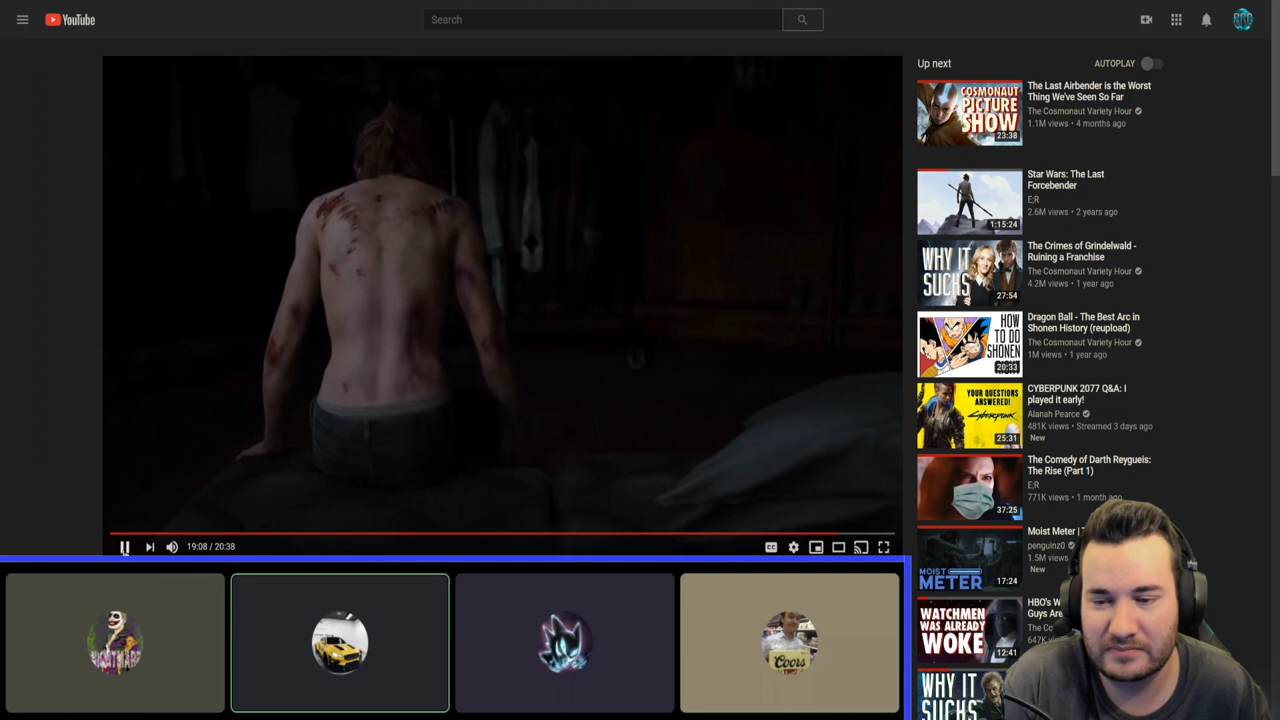 YouTube
Search
Up next
AUTOPLAY
COSMONAUT
PICTURE
SHOW
23:38
The Last Airbender is the Worst
Thing We've Seen So Far
The Cosmonaut Variety Hour
1.1M views • 4 months ago
1:15:24
Star Wars: The Last
Forcebender
E;R
2.6M views • 2 years ago
WHY IT
SUCKS
27:54
The Crimes of Grindelwald -
Ruining a Franchise
The Cosmonaut Variety Hour
4.2M views • 1 year ago
HOW
TO DO
SHONEN
RIGHT
20:33
Dragon Ball - The Best Arc in
Shonen History (reupload)
The Cosmonaut Variety Hour
1M views • 1 year ago
YOUR QUESTIONS
ANSWERED!
CYBERPUNK
25:31
CYBERPUNK 2077 Q&A: I
played it early!
Alanah Pearce
481K views • Streamed 3 days ago
New
37:25
The Comedy of Darth Reygueis:
The Rise (Part 1)
E;R
771K views • 1 month ago
MOIST
METER
17:24
Moist Meter |
penguinz0
1.5M views
New
WATCHMEN
WAS ALREADY
WOKE
12:41
HBO's W
Guys Are
The Co
647K
WHY IT
SUCKS
19:08 / 20:38
CC
NIGHTMARE
Coors